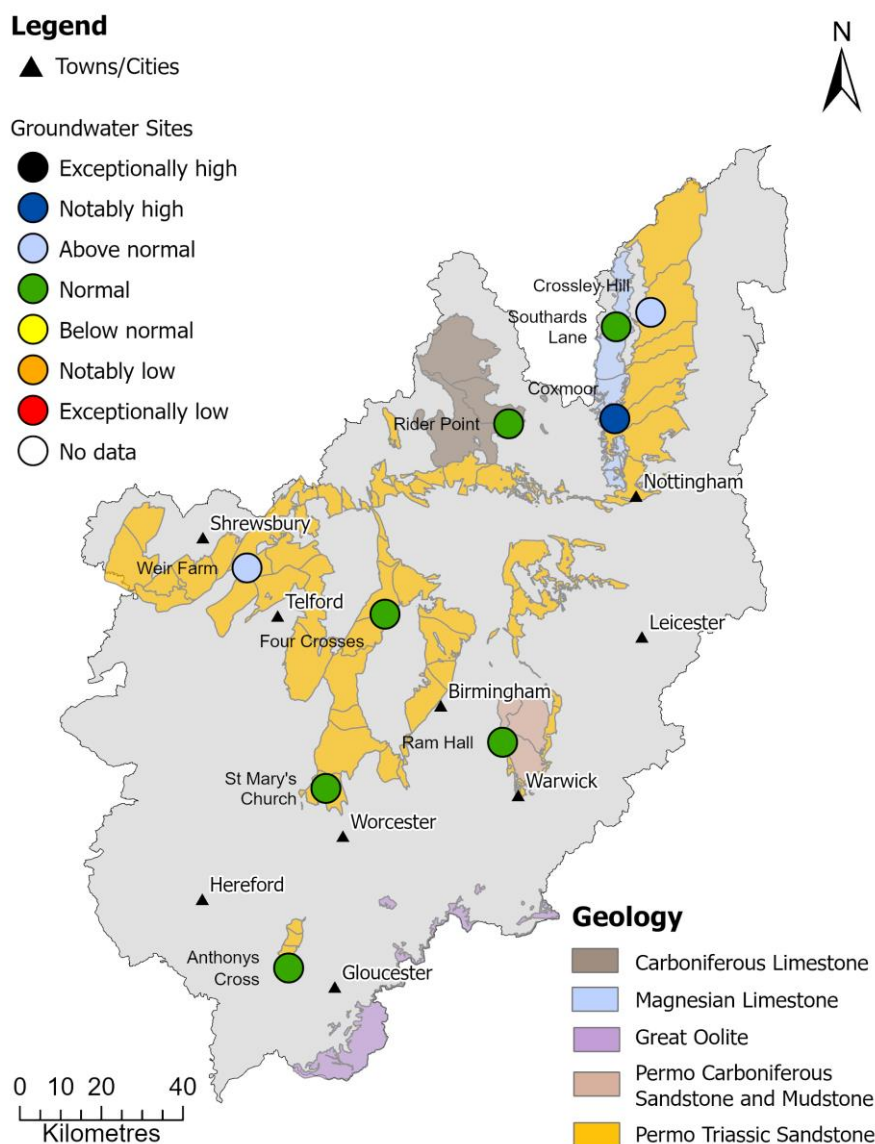 Legend
Towns/Cities
Groundwater Sites
Exceptionally high
Notably high
Above normal
Normal
Below normal
Notably low
Exceptionally low
No data
N
Crossley Hill
Southards
Lane
Coxmoor
Rider Point
Nottingham
Shrewsbury
Weir Farm
Telford
Four Crosses
Leicester
Birmingham
Ram Hall
St Mary's
Church
Warwick
Worcester
Hereford
Anthonys
Cross
Gloucester
0 10 20 40
Kilometres
Geology
Carboniferous Limestone
Magnesian Limestone
Great Oolite
Permo Carboniferous
Sandstone and Mudstone
Permo Triassic Sandstone